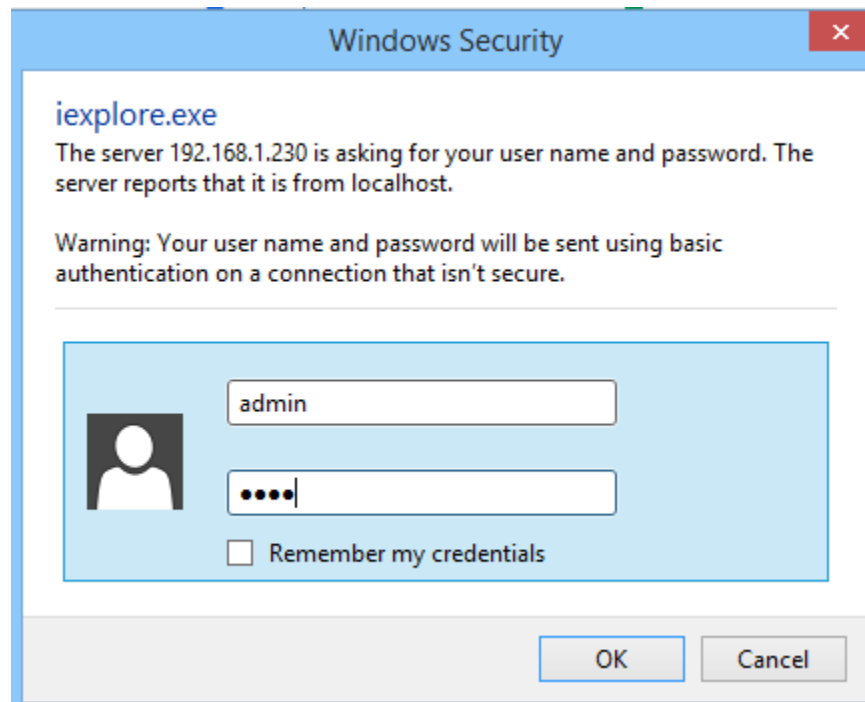 Windows Security
iexplore.exe
The server 192.168.1.230 is asking for your user name and password. The
server reports that it is from localhost.
Warning: Your user name and password will be sent using basic
authentication on a connection that isn't secure.
admin
••••
Remember my credentials
OK
Cancel